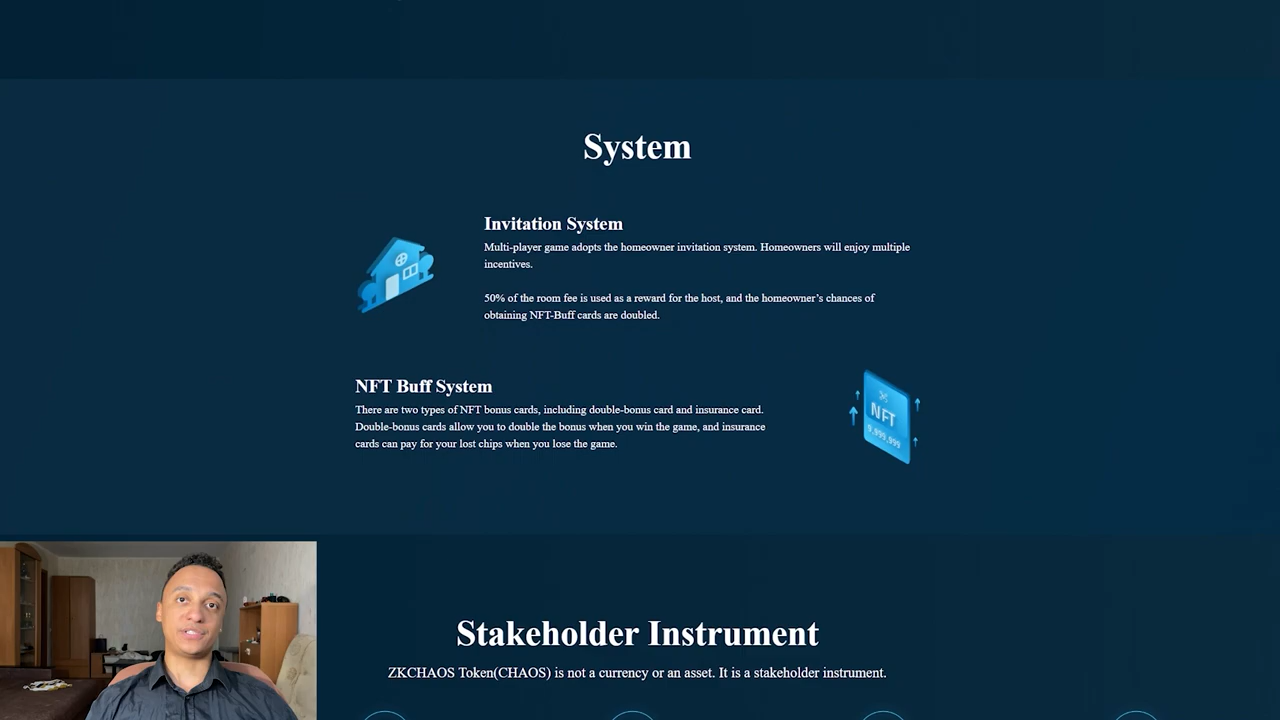 System
Invitation System
Multi-player game adopts the homeowner invitation system. Homeowners will enjoy multiple
incentives.
50% of the room fee is used as a reward for the host, and the homeowner’s chances of
obtaining NFT-Buff cards are doubled.
NFT Buff System
There are two types of NFT bonus cards, including double-bonus card and insurance card.
Double-bonus cards allow you to double the bonus when you win the game, and insurance
cards can pay for your lost chips when you lose the game.
NFT
9,999,999
Stakeholder Instrument
ZKCHAOS Token(CHAOS) is not a currency or an asset. It is a stakeholder instrument.